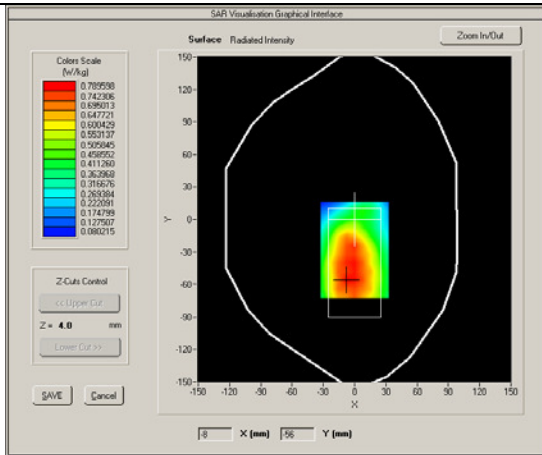 SAR Visualisation Graphical Interface
Surface Radiated Intensity
Zoom In/Out
Colors Scale
(W/kg)
0.789598
0.742306
0.695013
0.647721
0.600429
0.553137
0.505845
0.458552
0.411260
0.363968
0.316676
0.269384
0.222091
0.174799
0.127507
0.080215
Z-Cuts Control
<< Upper Cut
Z = 4.0 mm
Lower Cut >>
SAVE Cancel
150
120
90
60
30
0
-30
-60
-90
-120
-150
Y
-150 -120 -90 -60 -30 0 30 60 90 120 150
X
-8 X (mm) -56 Y (mm)